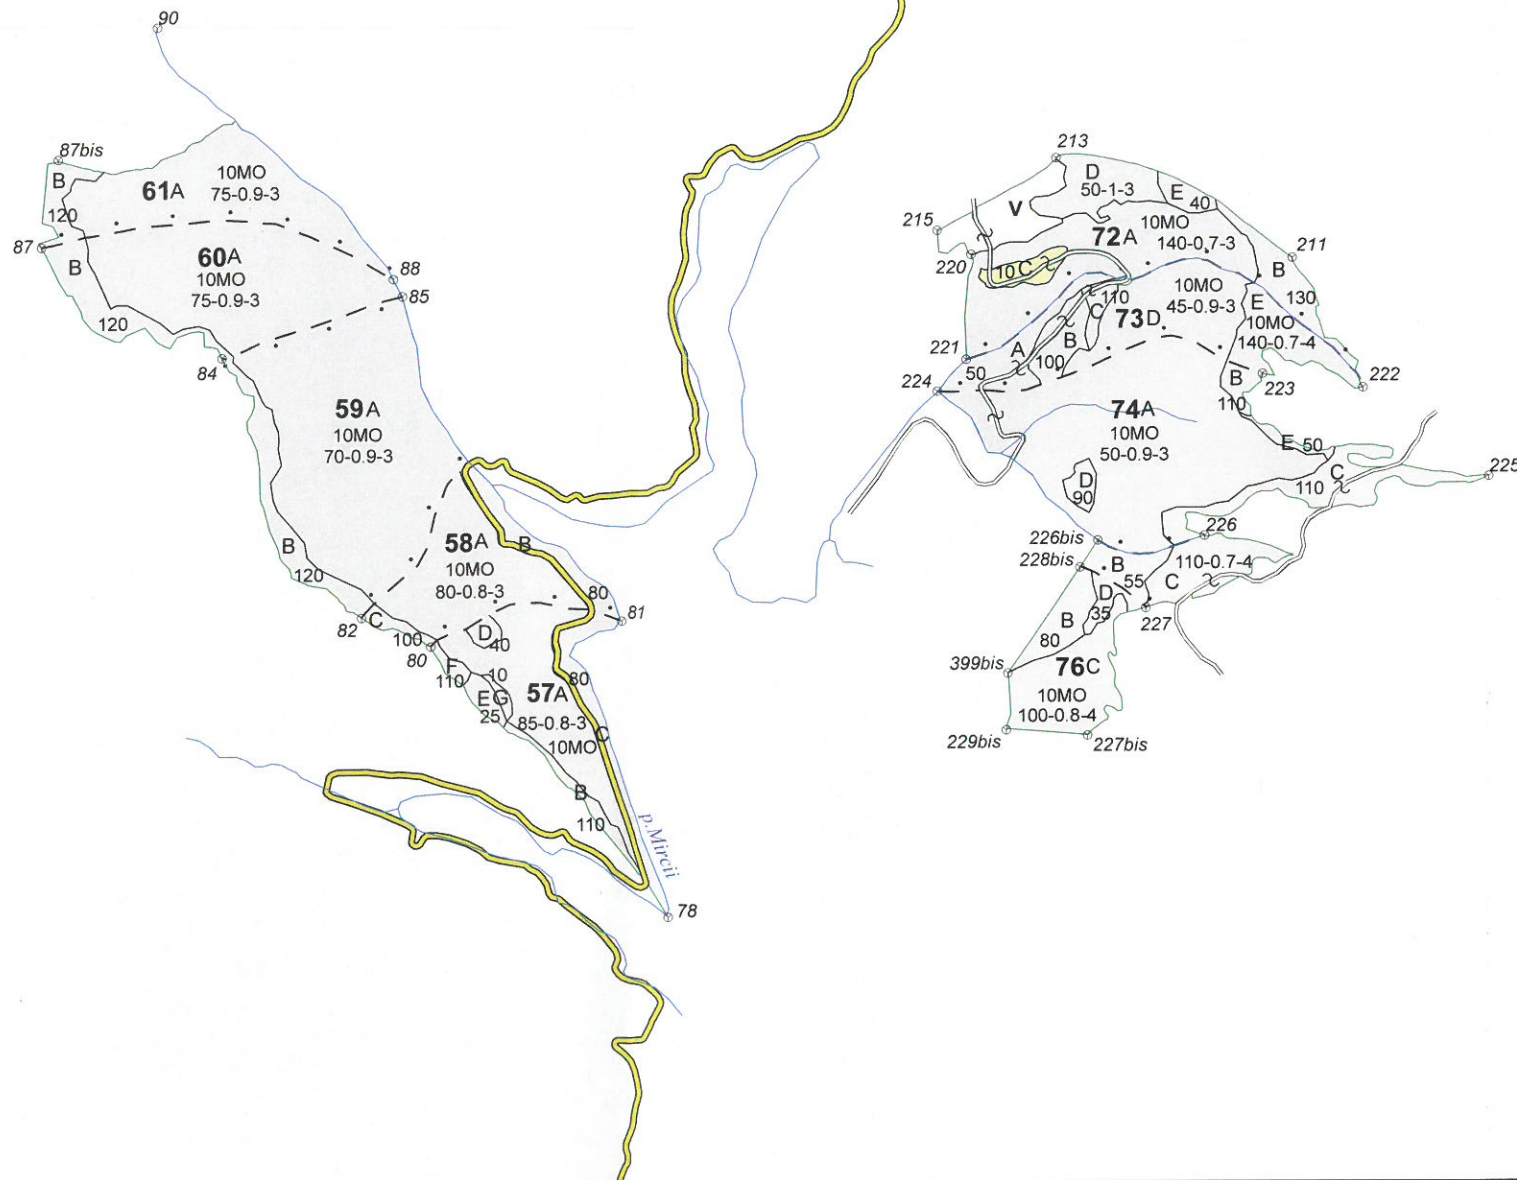 90
87bis
B
61A
10MO
75-0.9-3
120
87
B
60A
10MO
75-0.9-3
88
85
120
84
59A
10MO
70-0.9-3
B
120
58A
10MO
80-0.8-3
B
80
81
82
C
100
80
D
40
F
110
10
EG
25
57A
80
85-0.8-3
10MO
C
B
110
p.Mircii
78
213
D
50-1-3
E
40
V
215
10MO
140-0.7-3
72A
211
220
10C
B
110
10MO
45-0.9-3
E
130
C
73D
10MO
140-0.7-4
221
A
B
100
50
224
B
223
222
110
74A
10MO
50-0.9-3
E
50
D
90
C
110
225
226
226bis
228bis
B
110-0.7-4
55
C
D
35
B
80
227
399bis
76C
10MO
100-0.8-4
229bis
227bis